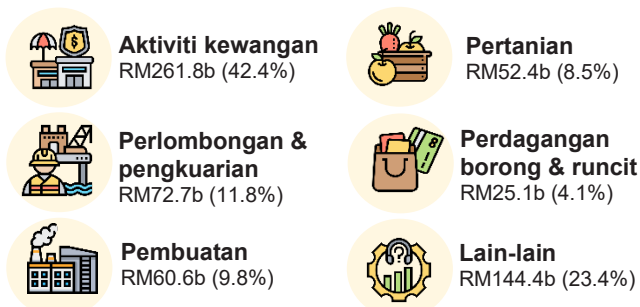 Aktiviti kewangan
RM261.8b (42.4%)
Pertanian
RM52.4b (8.5%)
Perlombongan &
pengkuarian
RM72.7b (11.8%)
Perdagangan
borong & runcit
RM25.1b (4.1%)
Pembuatan
RM60.6b (9.8%)
Lain-lain
RM144.4b (23.4%)